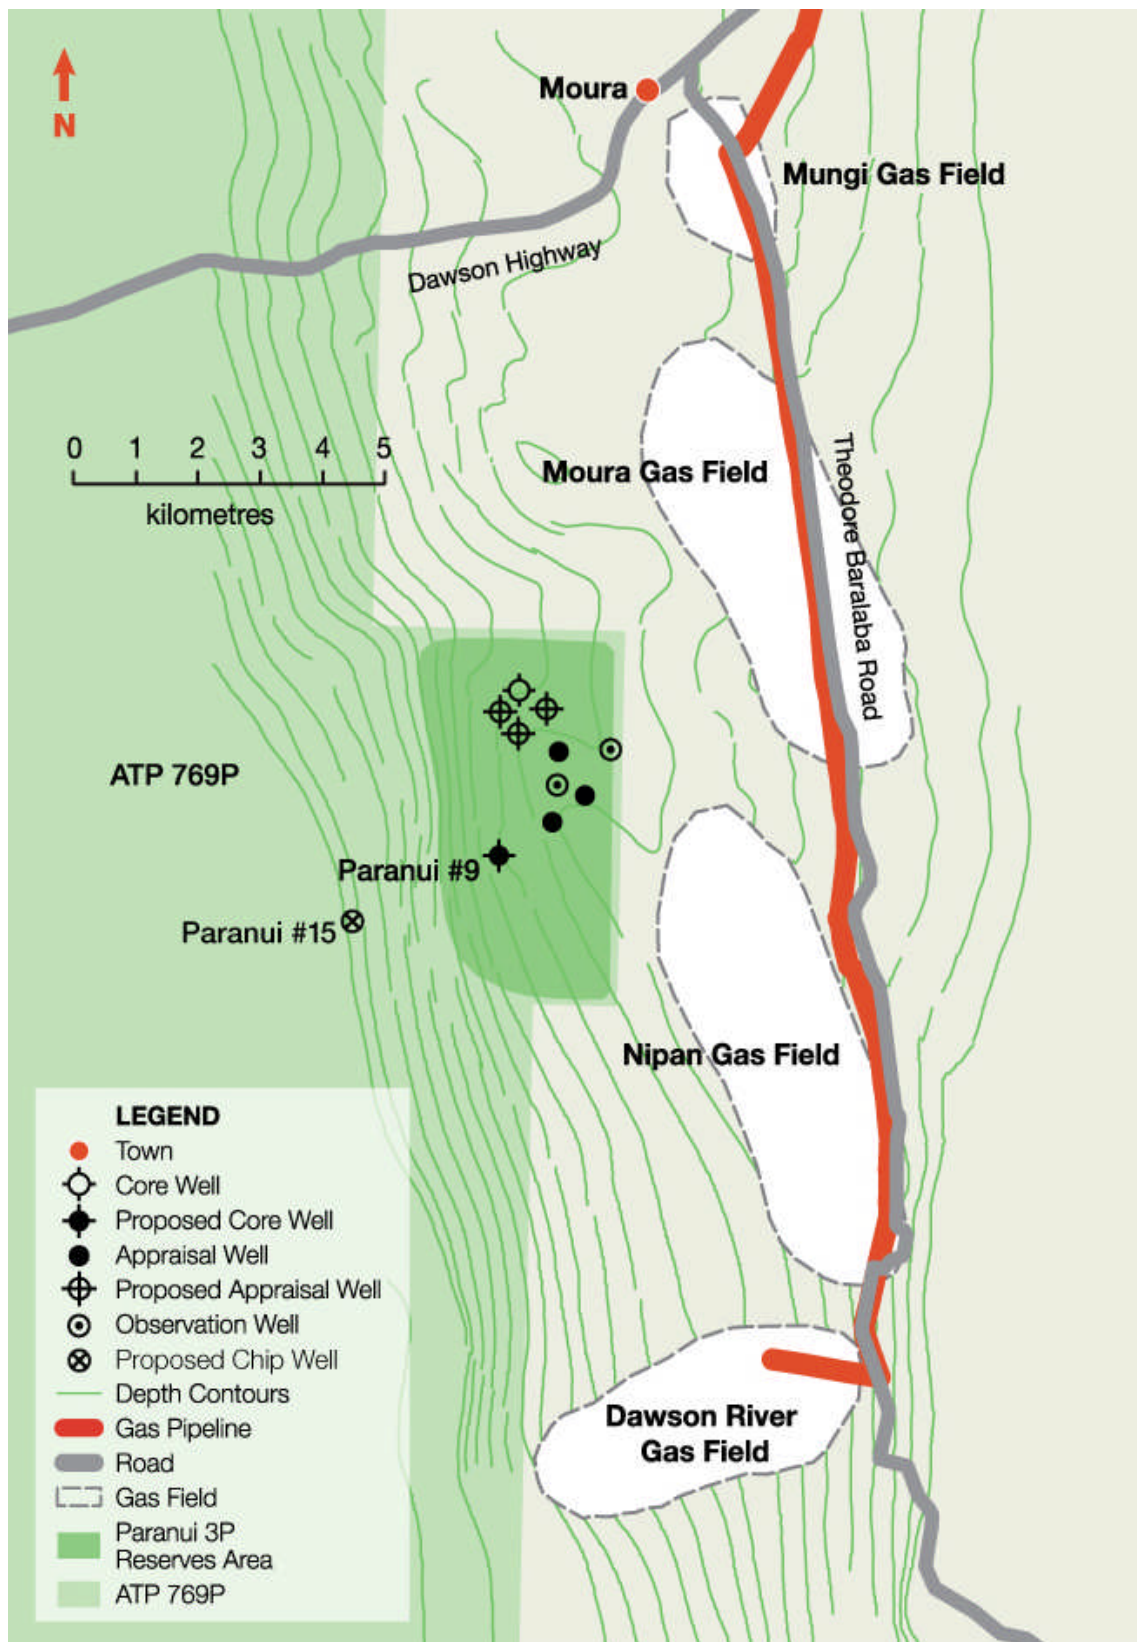 N
Moura
Mungi Gas Field
Dawson Highway
0 1 2 3 4 5
kilometres
Moura Gas Field
Theodore Baralaba Road
ATP 769P
Paranui #9
Paranui #15
Nipan Gas Field
Dawson River
Gas Field
LEGEND
Town
Core Well
Proposed Core Well
Appraisal Well
Proposed Appraisal Well
Observation Well
Proposed Chip Well
Depth Contours
Gas Pipeline
Road
Gas Field
Paranui 3P
Reserves Area
ATP 769P